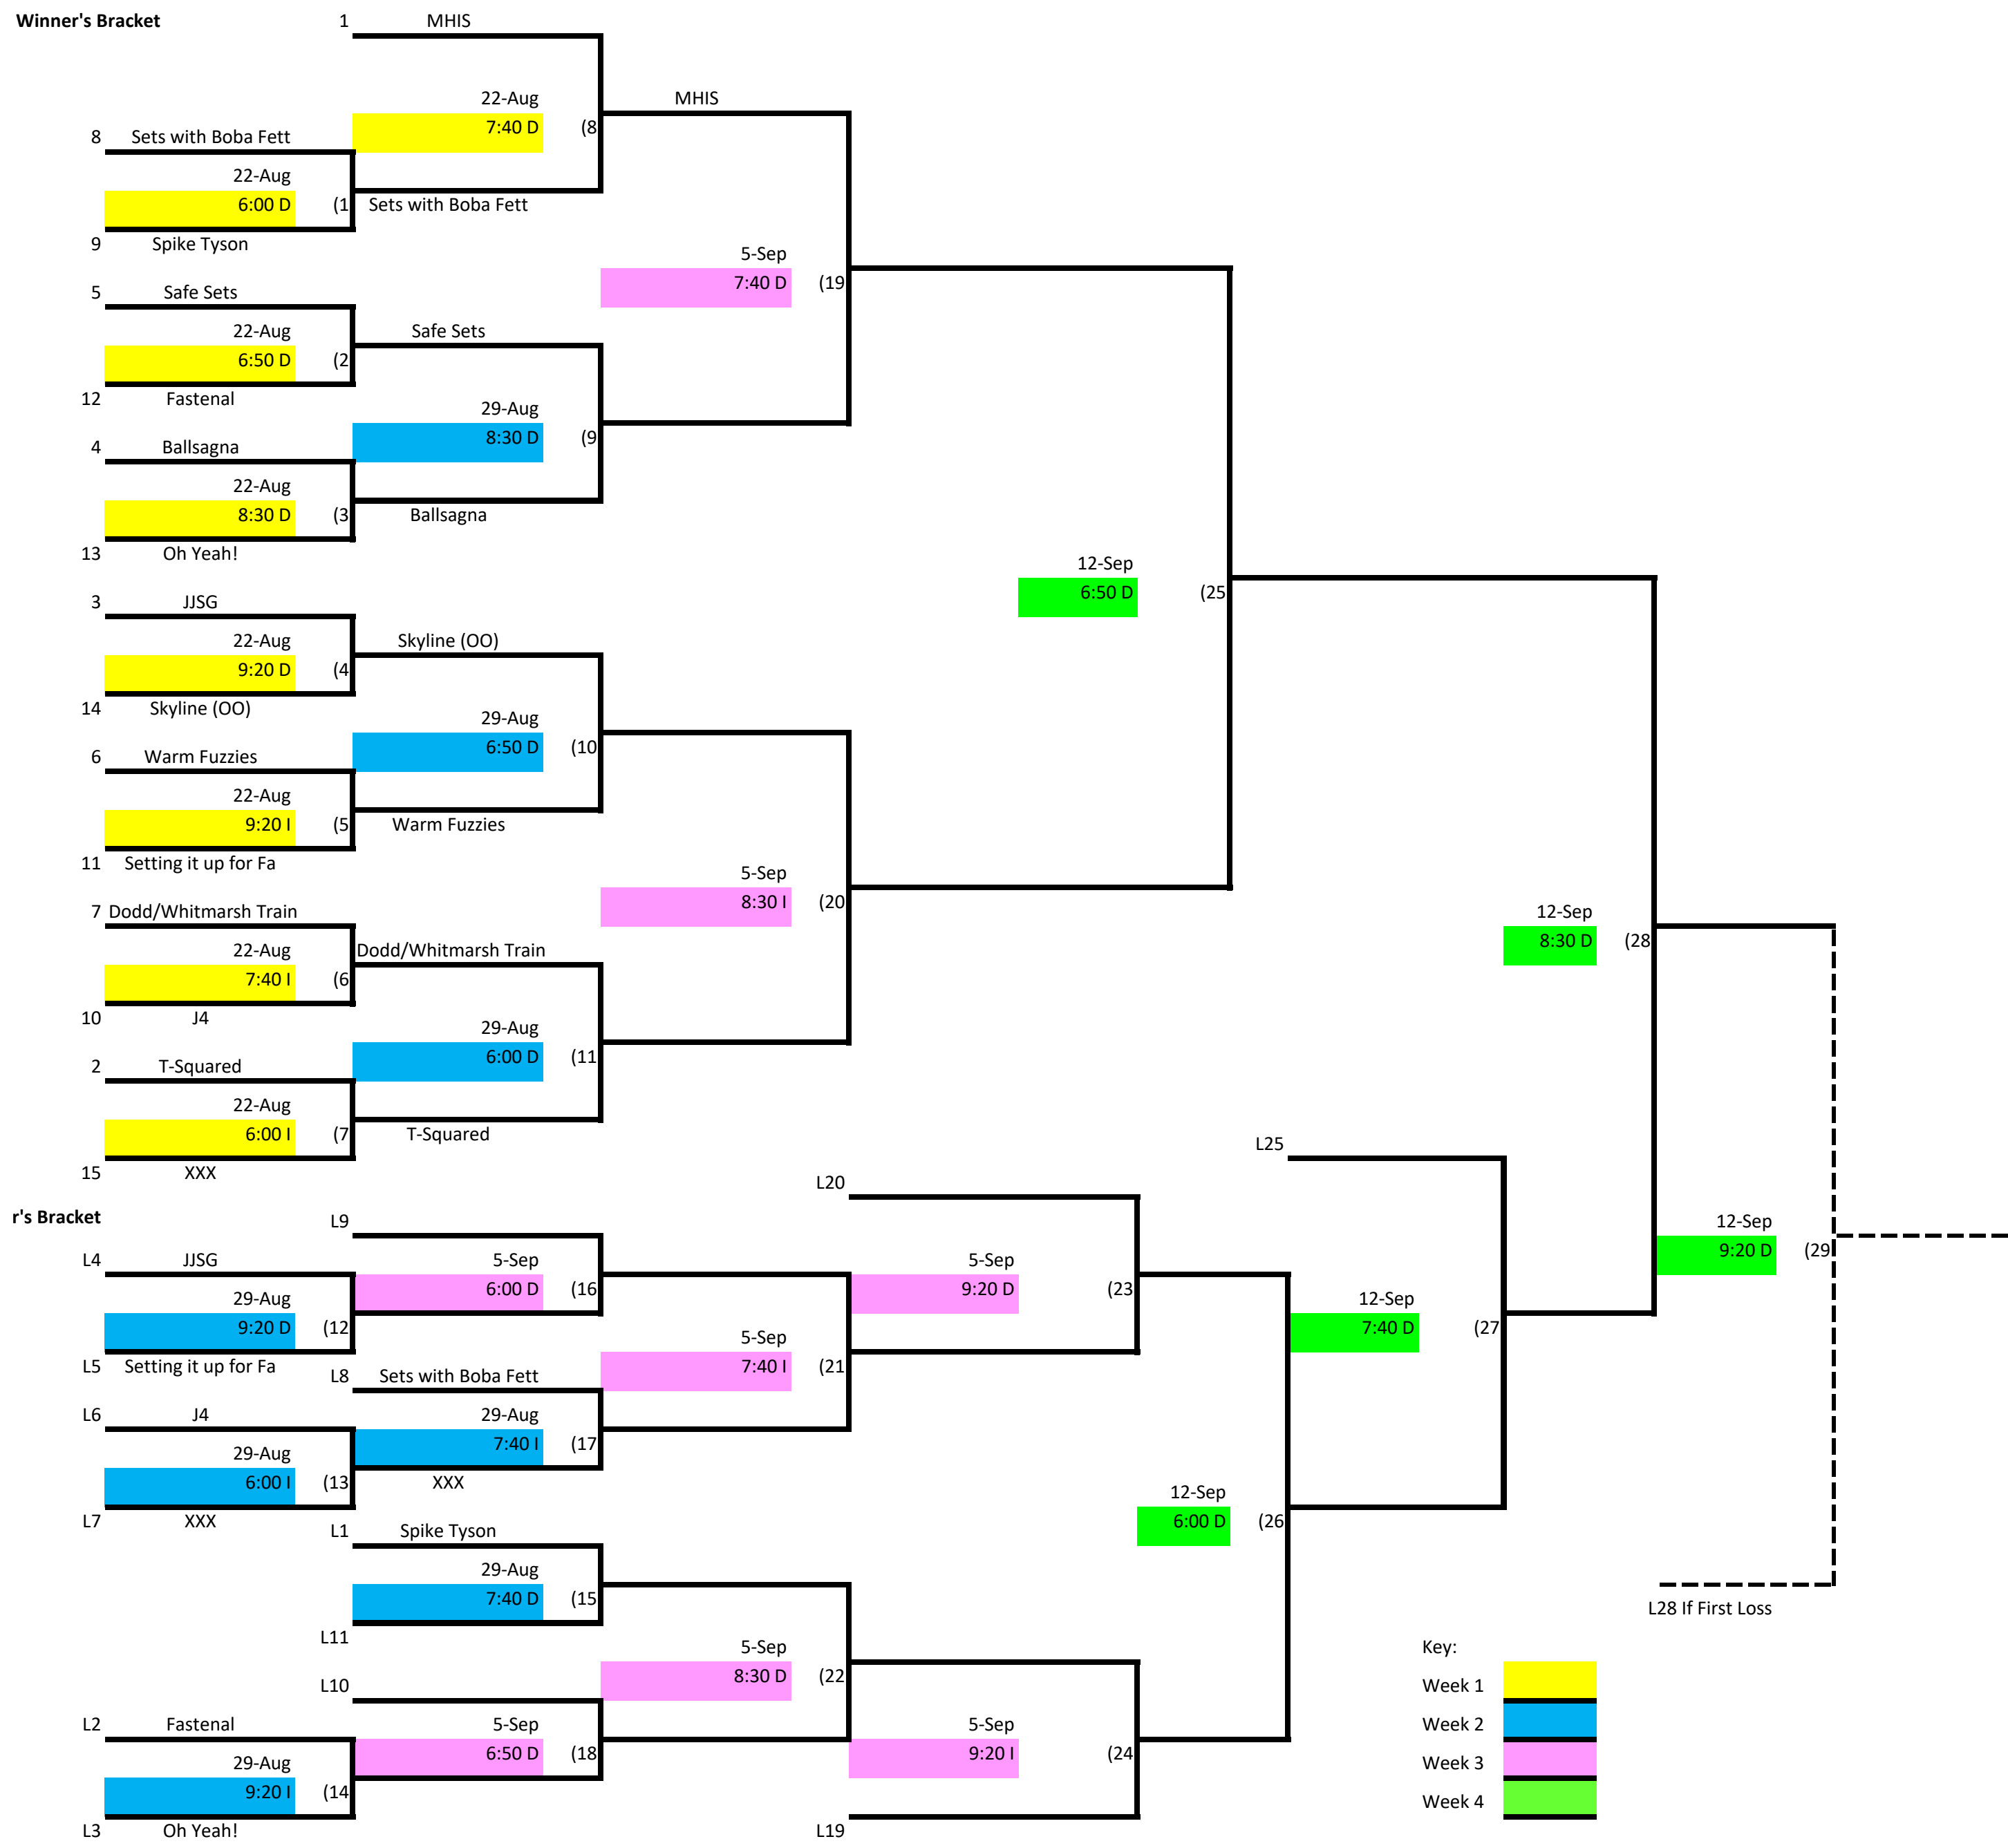 Winner's Bracket
1 MHIS
22-Aug
7:40 D (8
MHIS
8 Sets with Boba Fett
22-Aug
6:00 D (1
Sets with Boba Fett
9 Spike Tyson
5-Sep
7:40 D (19
5 Safe Sets
22-Aug
6:50 D (2
Safe Sets
12 Fastenal
29-Aug
8:30 D (9
4 Ballsagna
22-Aug
8:30 D (3
Ballsagna
13 Oh Yeah!
12-Sep
6:50 D (25
3 JJSG
22-Aug
9:20 D (4
Skyline (OO)
14 Skyline (OO)
29-Aug
6:50 D (10
6 Warm Fuzzies
22-Aug
9:20 I (5
Warm Fuzzies
11 Setting it up for Fa
5-Sep
8:30 I (20
7 Dodd/Whitmarsh Train
22-Aug
7:40 I (6
Dodd/Whitmarsh Train
10 J4
12-Sep
8:30 D (28
29-Aug
6:00 D (11
2 T-Squared
22-Aug
6:00 I (7
T-Squared
15 XXX
L25
L20
r's Bracket
L9
L4 JJSG
5-Sep
6:00 D (16
5-Sep
9:20 D (23
12-Sep
9:20 D (29
29-Aug
9:20 D (12
12-Sep
7:40 D (27
L5 Setting it up for Fa
5-Sep
7:40 I (21
L8 Sets with Boba Fett
L6 J4
29-Aug
7:40 I (17
29-Aug
6:00 I (13
XXX
L7 XXX
12-Sep
6:00 D (26
L1 Spike Tyson
29-Aug
7:40 D (15
L28 If First Loss
L11
5-Sep
8:30 D (22
L10
L2 Fastenal
5-Sep
6:50 D (18
5-Sep
9:20 I (24
29-Aug
9:20 I (14
L3 Oh Yeah!
L19
Key:
Week 1
Week 2
Week 3
Week 4